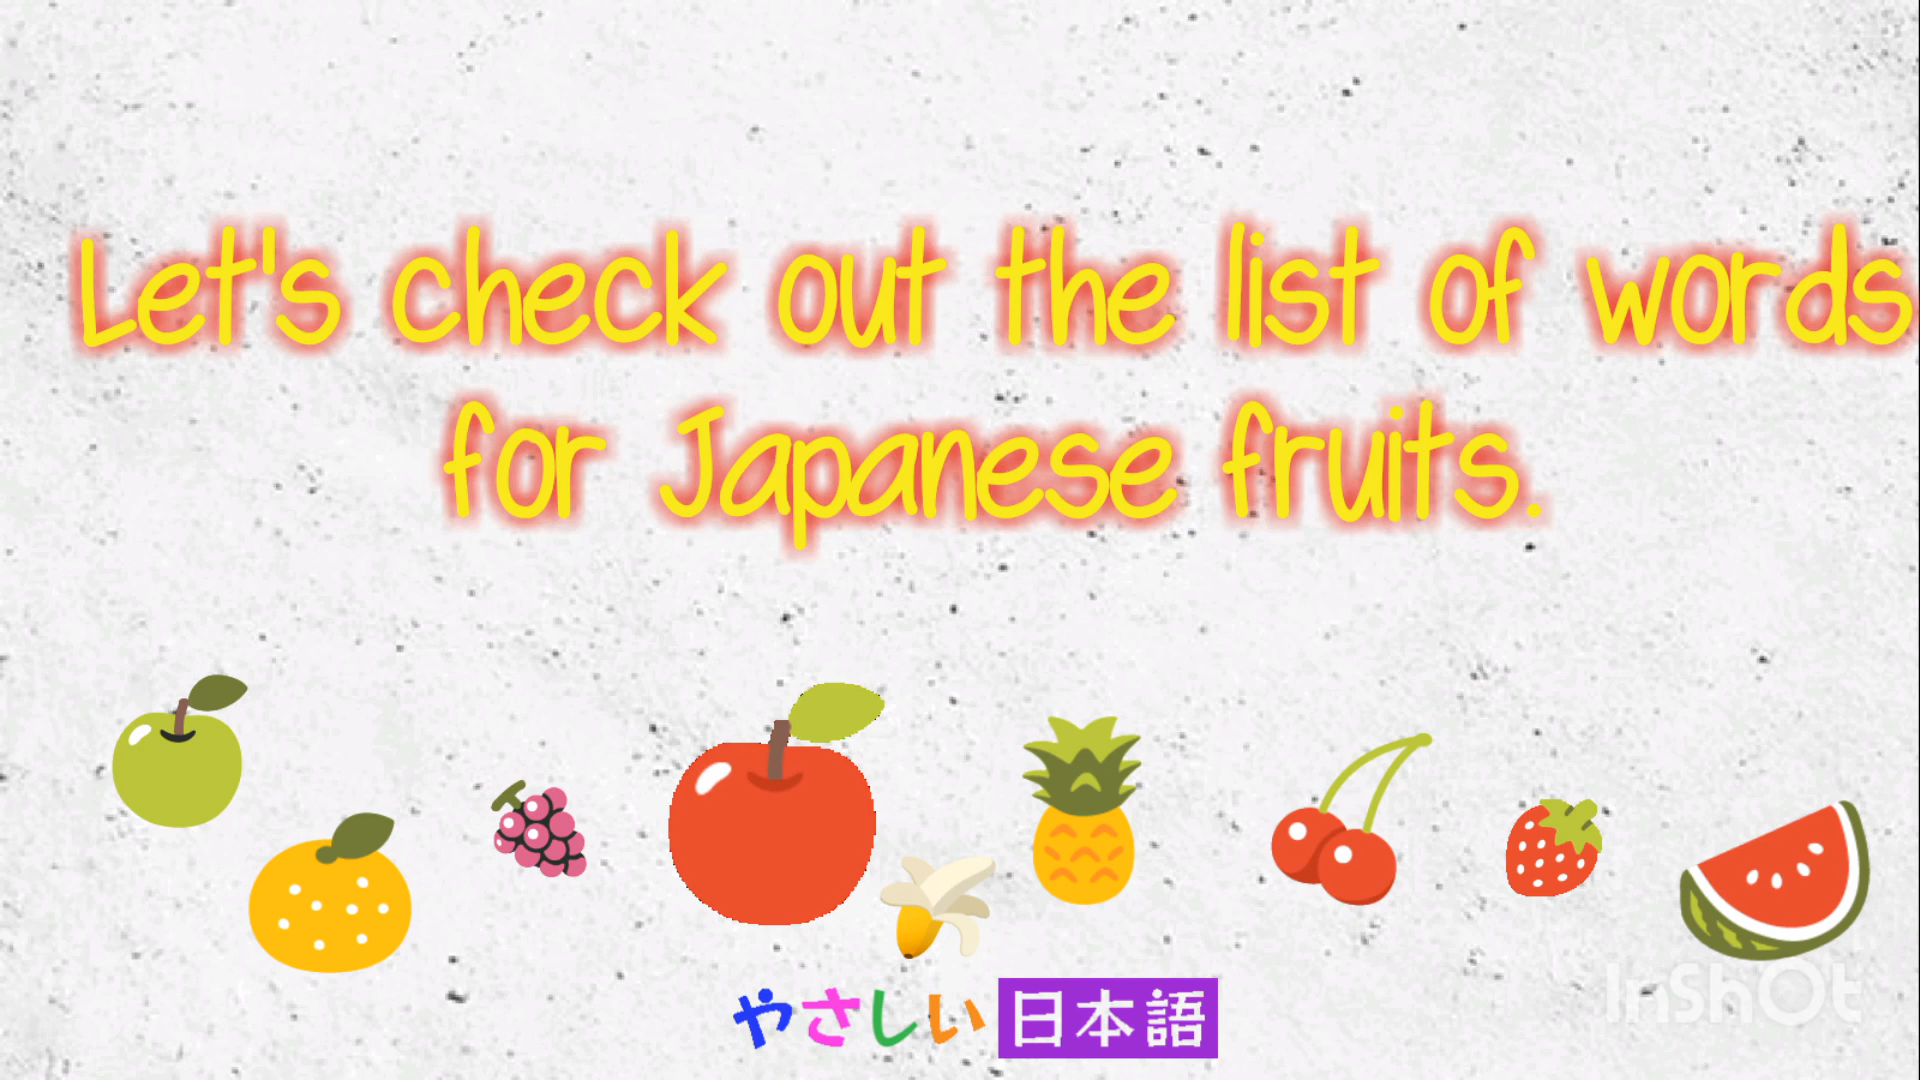 Let's check out the list of words
for Japanese fruits.
やさしい日本語
InShOt